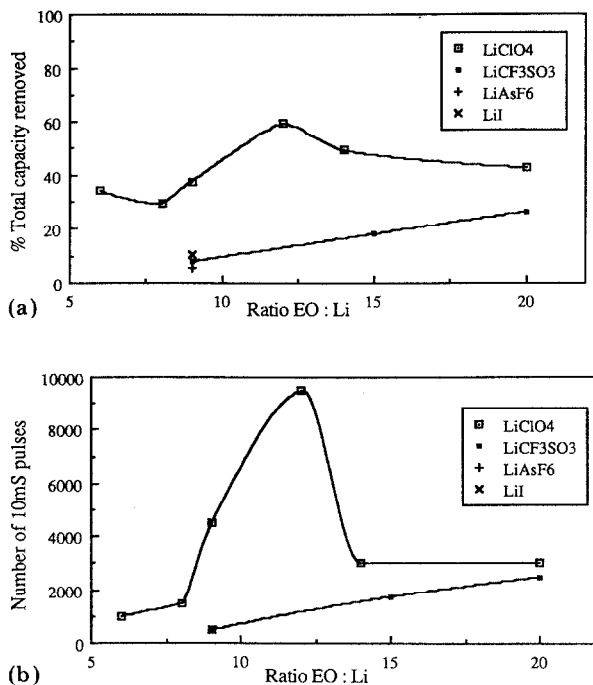 100
80
60
40
20
0
% Total capacity removed
LiClO4
LiCF3SO3
LiAsF6
LiI
5
10
15
20
Ratio EO : Li
(a)
10000
8000
6000
4000
2000
0
Number of 10mS pulses
LiClO4
LiCF3SO3
LiAsF6
LiI
5
10
15
20
Ratio EO : Li
(b)